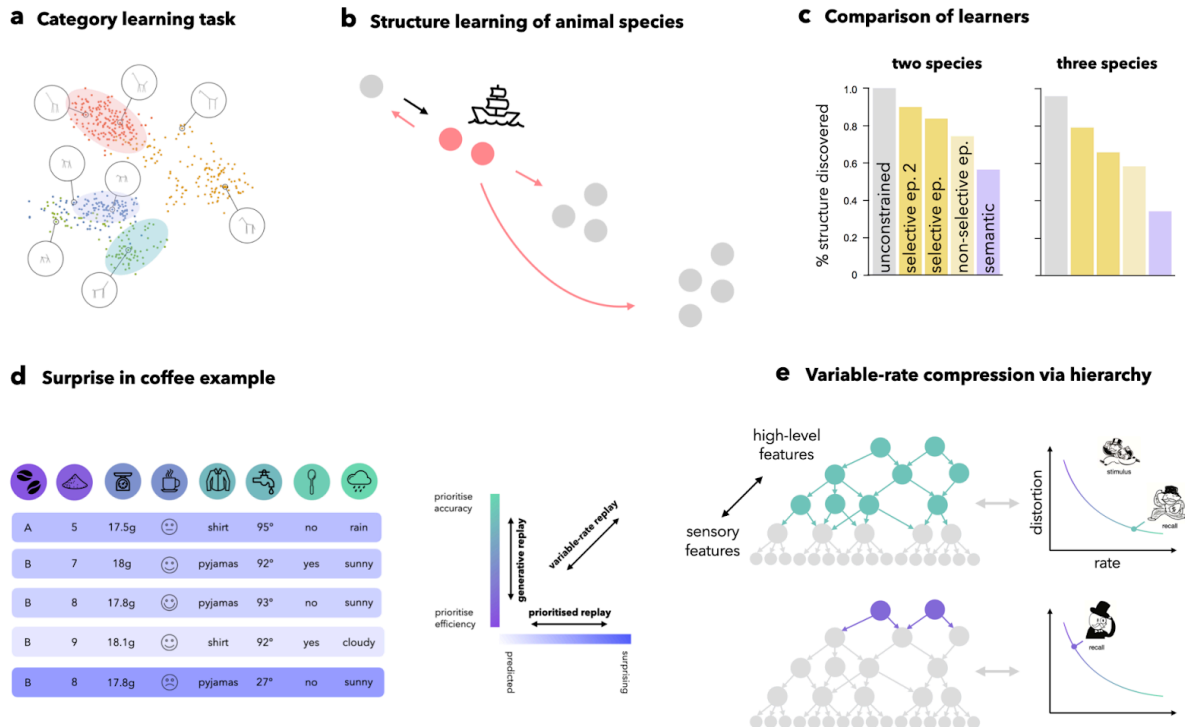 a Category learning task
b Structure learning of animal species
c Comparison of learners
two species
three species
% structure discovered
1.0
0.8
0.6
0.4
0.2
0
unconstrained
selective ep. 2
selective ep.
non-selective ep.
semantic
d Surprise in coffee example
A 5 17.5g shirt 95° no rain
B 7 18g pyjamas 92° yes sunny
B 8 17.8g pyjamas 93° no sunny
B 9 18.1g shirt 92° yes cloudy
B 8 17.8g pyjamas 27° no sunny
prioritise
accuracy
generative replay
variable-rate replay
prioritised replay
prioritise
efficiency
predicted
surprising
e Variable-rate compression via hierarchy
high-level
features
sensory
features
distortion
stimulus
recall
rate
recall